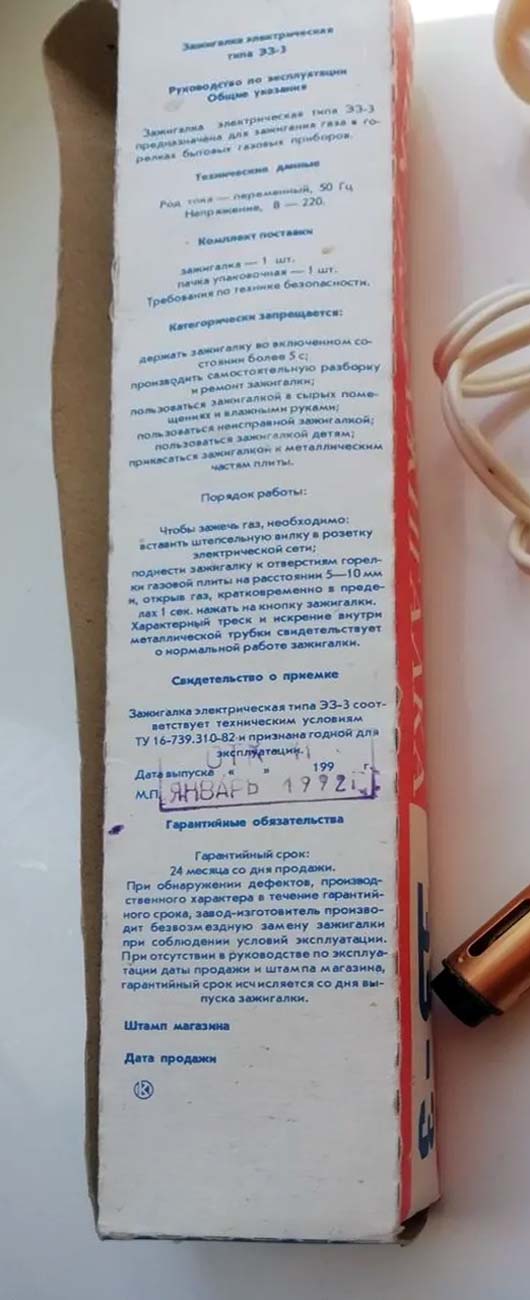 Зажигалка электрическая
типа ЭЗ-3
Руководство по эксплуатации
Общие указания
Зажигалка электрическая типа ЭЗ-3
предназначена для зажигания газа в го-
релках бытовых газовых приборов.
Технические данные
Род тока — переменный, 50 Гц
Напряжение, В — 220.
Комплект поставки
зажигалка — 1 шт.
пачка упаковочная — 1 шт.
Требования по технике безопасности.
Категорически запрещается:
держать зажигалку во включенном со-
стоянии более 5 с;
производить самостоятельную разборку
и ремонт зажигалки;
пользоваться зажигалкой в сырых поме-
щениях и влажными руками;
пользоваться неисправной зажигалкой;
пользоваться зажигалкой детям;
прикасаться зажигалкой к металлическим
частям плиты.
Порядок работы:
Чтобы зажечь газ, необходимо:
вставить штепсельную вилку в розетку
электрической сети;
поднести зажигалку к отверстиям горел-
ки газовой плиты на расстоянии 5—10 мм
и, открыв газ, кратковременно в преде-
лах 1 сек. нажать на кнопку зажигалки.
Характерный треск и искрение внутри
металлической трубки свидетельствует
о нормальной работе зажигалки.
Свидетельство о приемке
Зажигалка электрическая типа ЭЗ-3 соот-
ветствует техническим условиям
ТУ 16-739.310-82 и признана годной для
эксплуатации.
ОТК 11
Дата выпуска « » 199 г.
М.П. ЯНВАРЬ 1992г.
Гарантийные обязательства
Гарантийный срок:
24 месяца со дня продажи.
При обнаружении дефектов, производ-
ственного характера в течение гарантий-
ного срока, завод-изготовитель произво-
дит безвозмездную замену зажигалки
при соблюдении условий эксплуатации.
При отсутствии в руководстве по эксплуа-
тации даты продажи и штампа магазина,
гарантийный срок исчисляется со дня вы-
пуска зажигалки.
Штамп магазина
Дата продажи